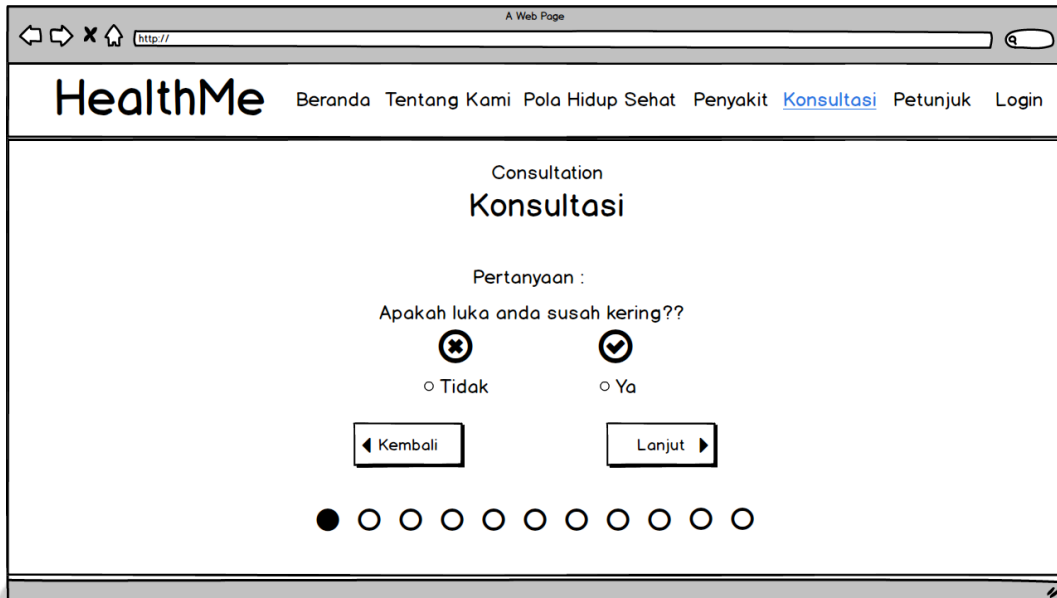 A Web Page
http://
HealthMe Beranda Tentang Kami Pola Hidup Sehat Penyakit Konsultasi Petunjuk Login
Consultation
Konsultasi
Pertanyaan :
Apakah luka anda susah kering??
Tidak Ya
Kembali Lanjut